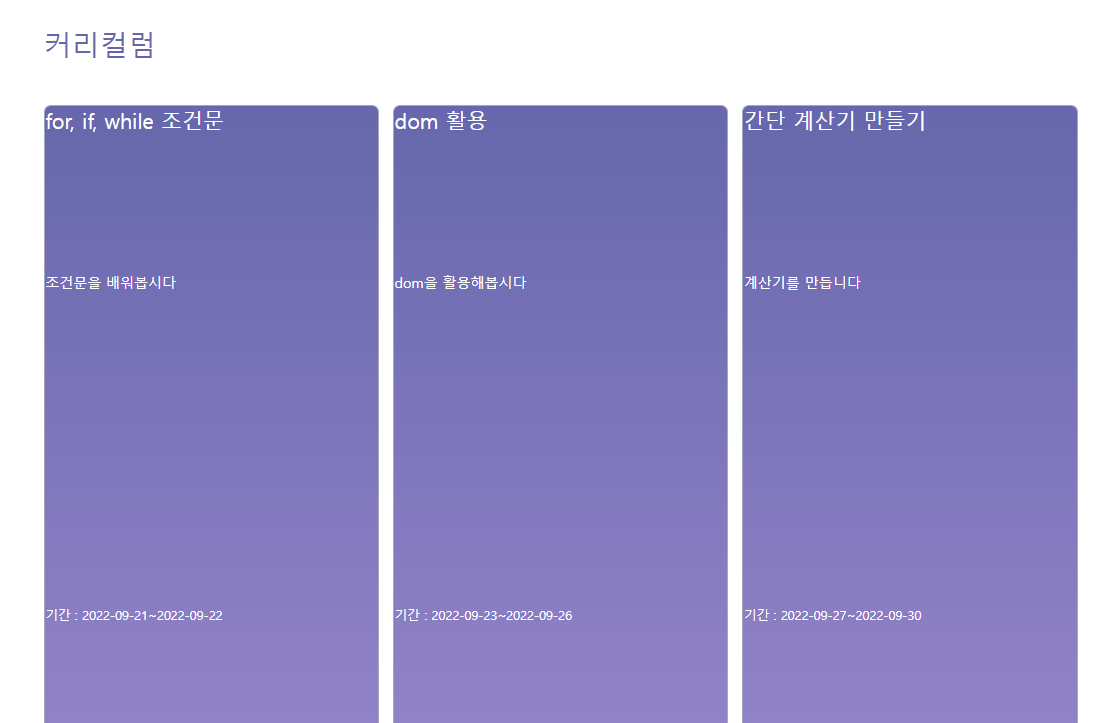 커리컬럼
for, if, while 조건문
조건문을 배워봅시다
기간 : 2022-09-21~2022-09-22
dom 활용
dom을 활용해봅시다
기간 : 2022-09-23~2022-09-26
간단 계산기 만들기
계산기를 만듭니다
기간 : 2022-09-27~2022-09-30